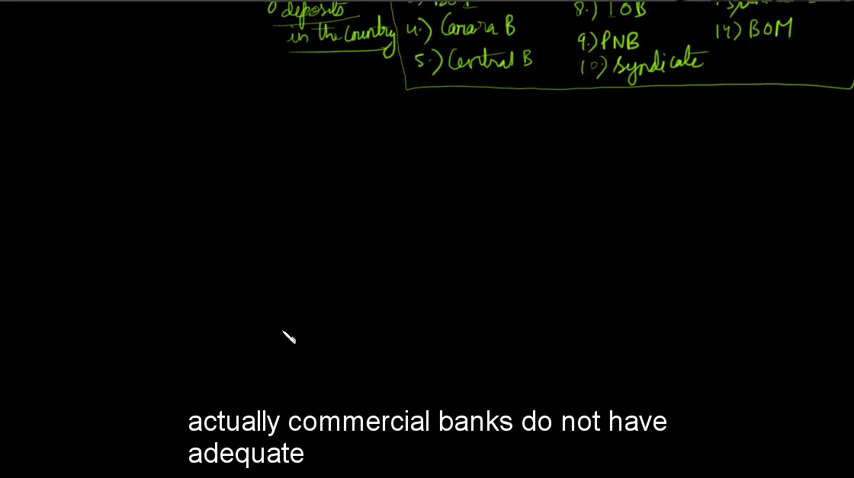 deposits
in the Country
4.) Canara B
5.) Central B
8.) IOB
9.) PNB
10) Syndicate
14) BOM
actually commercial banks do not have
adequate